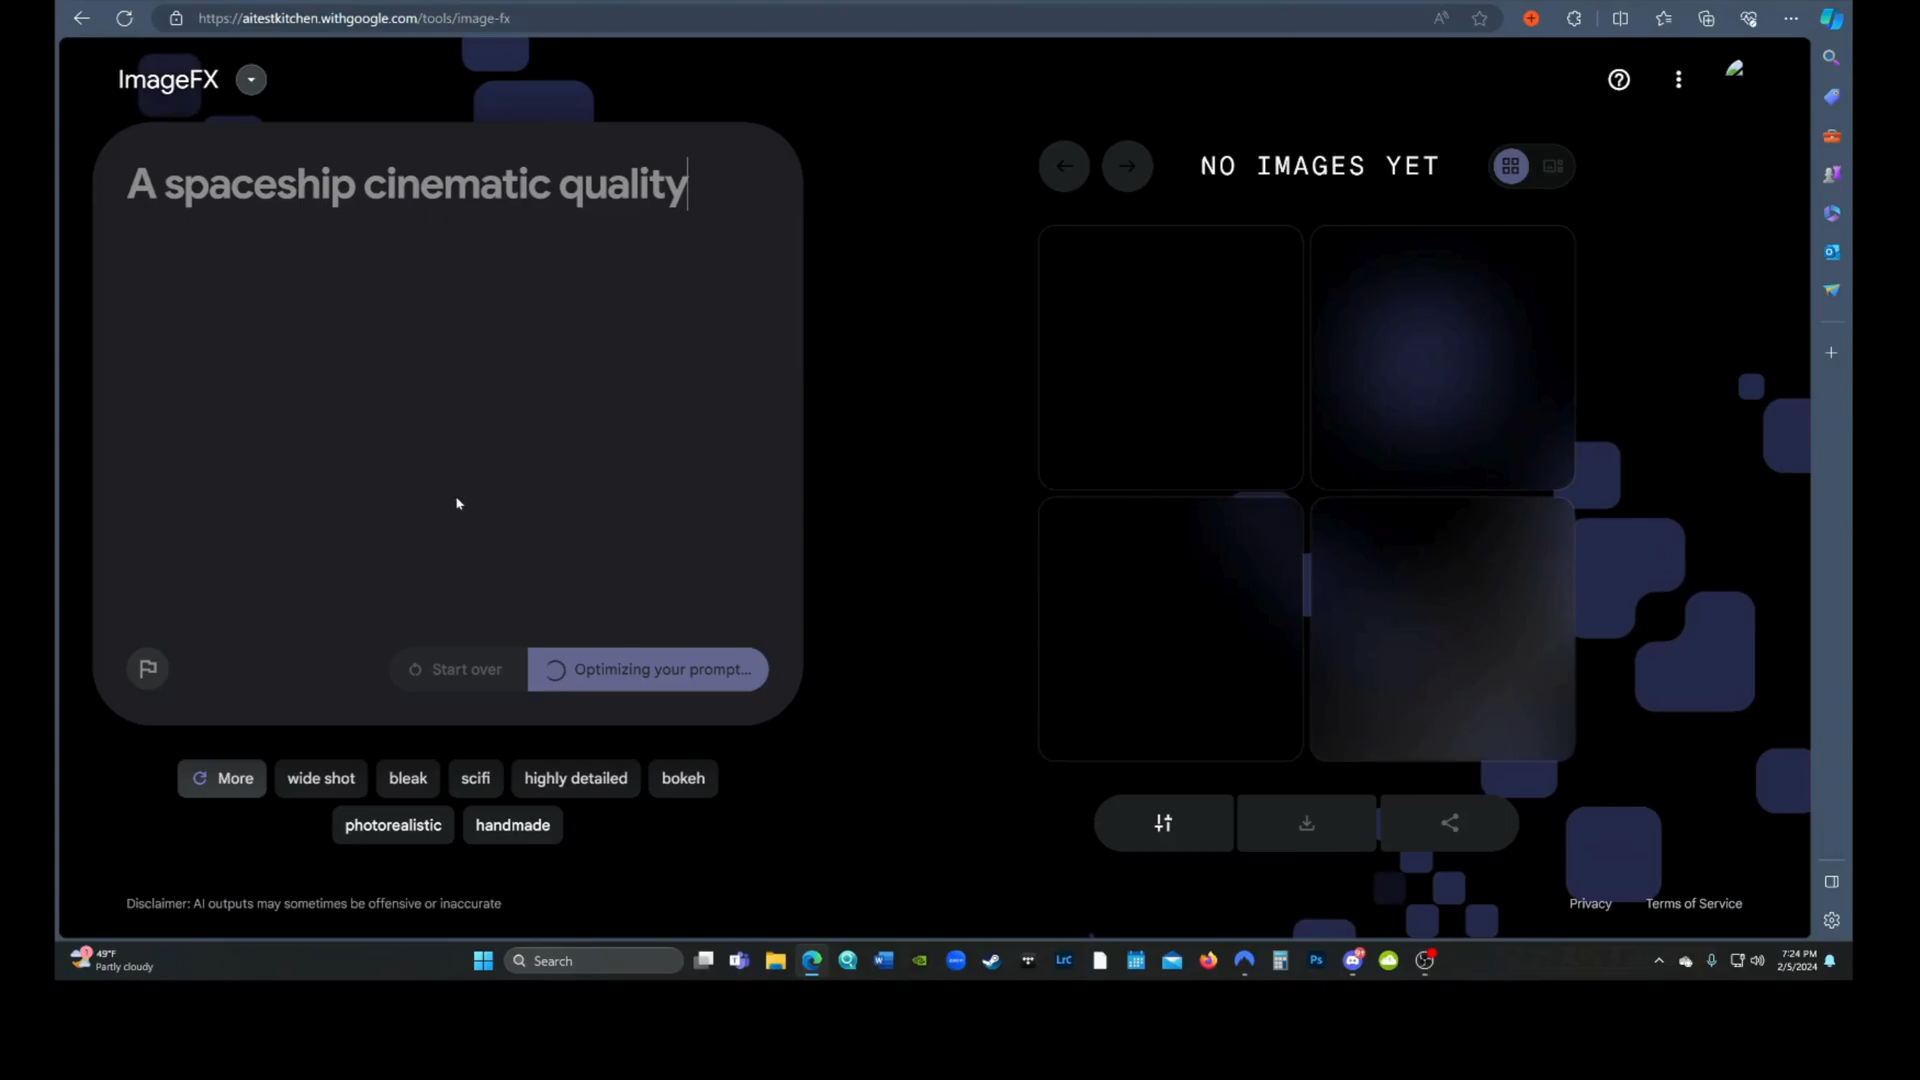 https://aitestkitchen.withgoogle.com/tools/image-fx
ImageFX
A spaceship cinematic quality
NO IMAGES YET
Start over
Optimizing your prompt...
More
wide shot
bleak
scifi
highly detailed
bokeh
photorealistic
handmade
Disclaimer: AI outputs may sometimes be offensive or inaccurate
Privacy
Terms of Service
49°F
Partly cloudy
Search
LrC
Ps
7:24 PM
2/5/2024